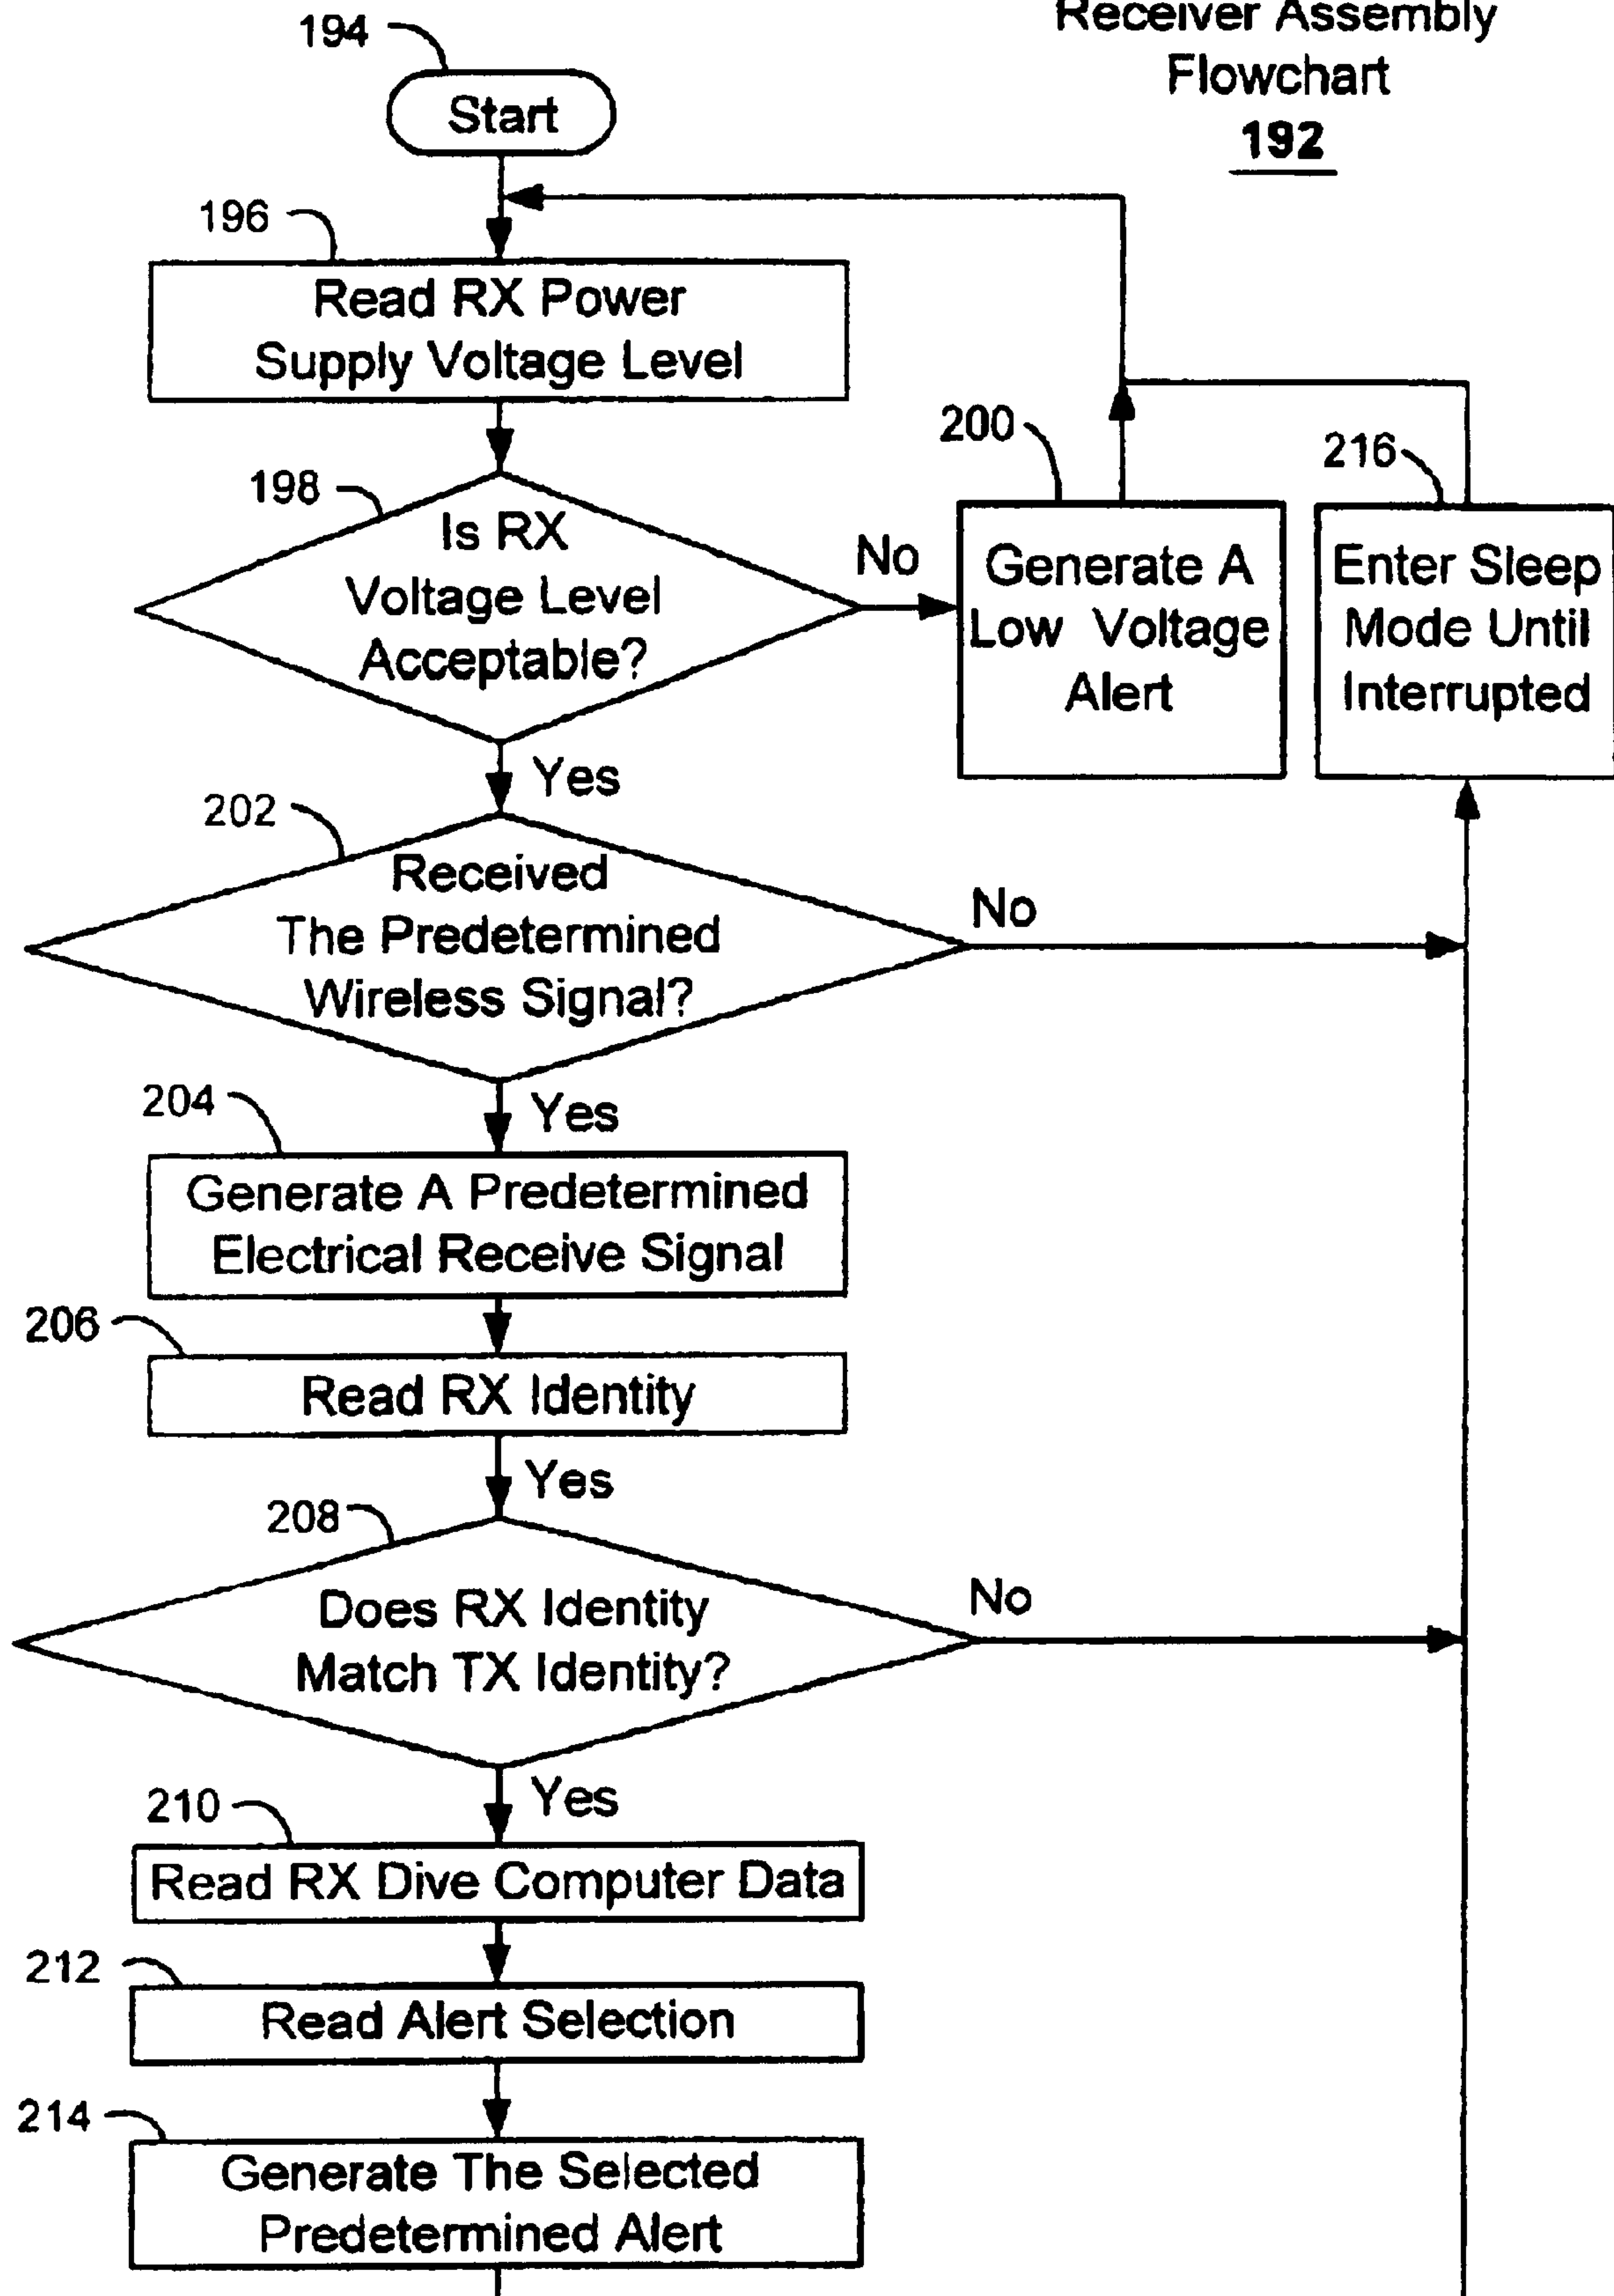 Receiver Assembly
Flowchart
192
194
Start
196
Read RX Power
Supply Voltage Level
198
Is RX
Voltage Level
Acceptable?
No
200
Generate A
Low Voltage
Alert
216
Enter Sleep
Mode Until
Interrupted
Yes
202
Received
The Predetermined
Wireless Signal?
No
Yes
204
Generate A Predetermined
Electrical Receive Signal
206
Read RX Identity
Yes
208
Does RX Identity
Match TX Identity?
No
Yes
210
Read RX Dive Computer Data
212
Read Alert Selection
214
Generate The Selected
Predetermined Alert